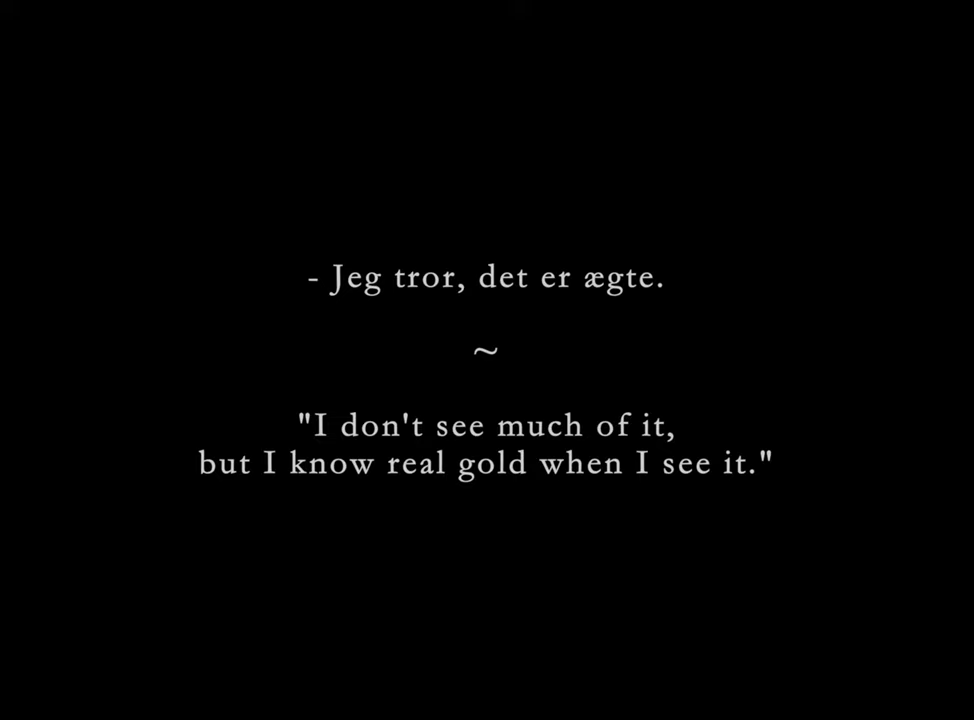 - Jeg tror, det er ægte.
~
"I don't see much of it,
but I know real gold when I see it."